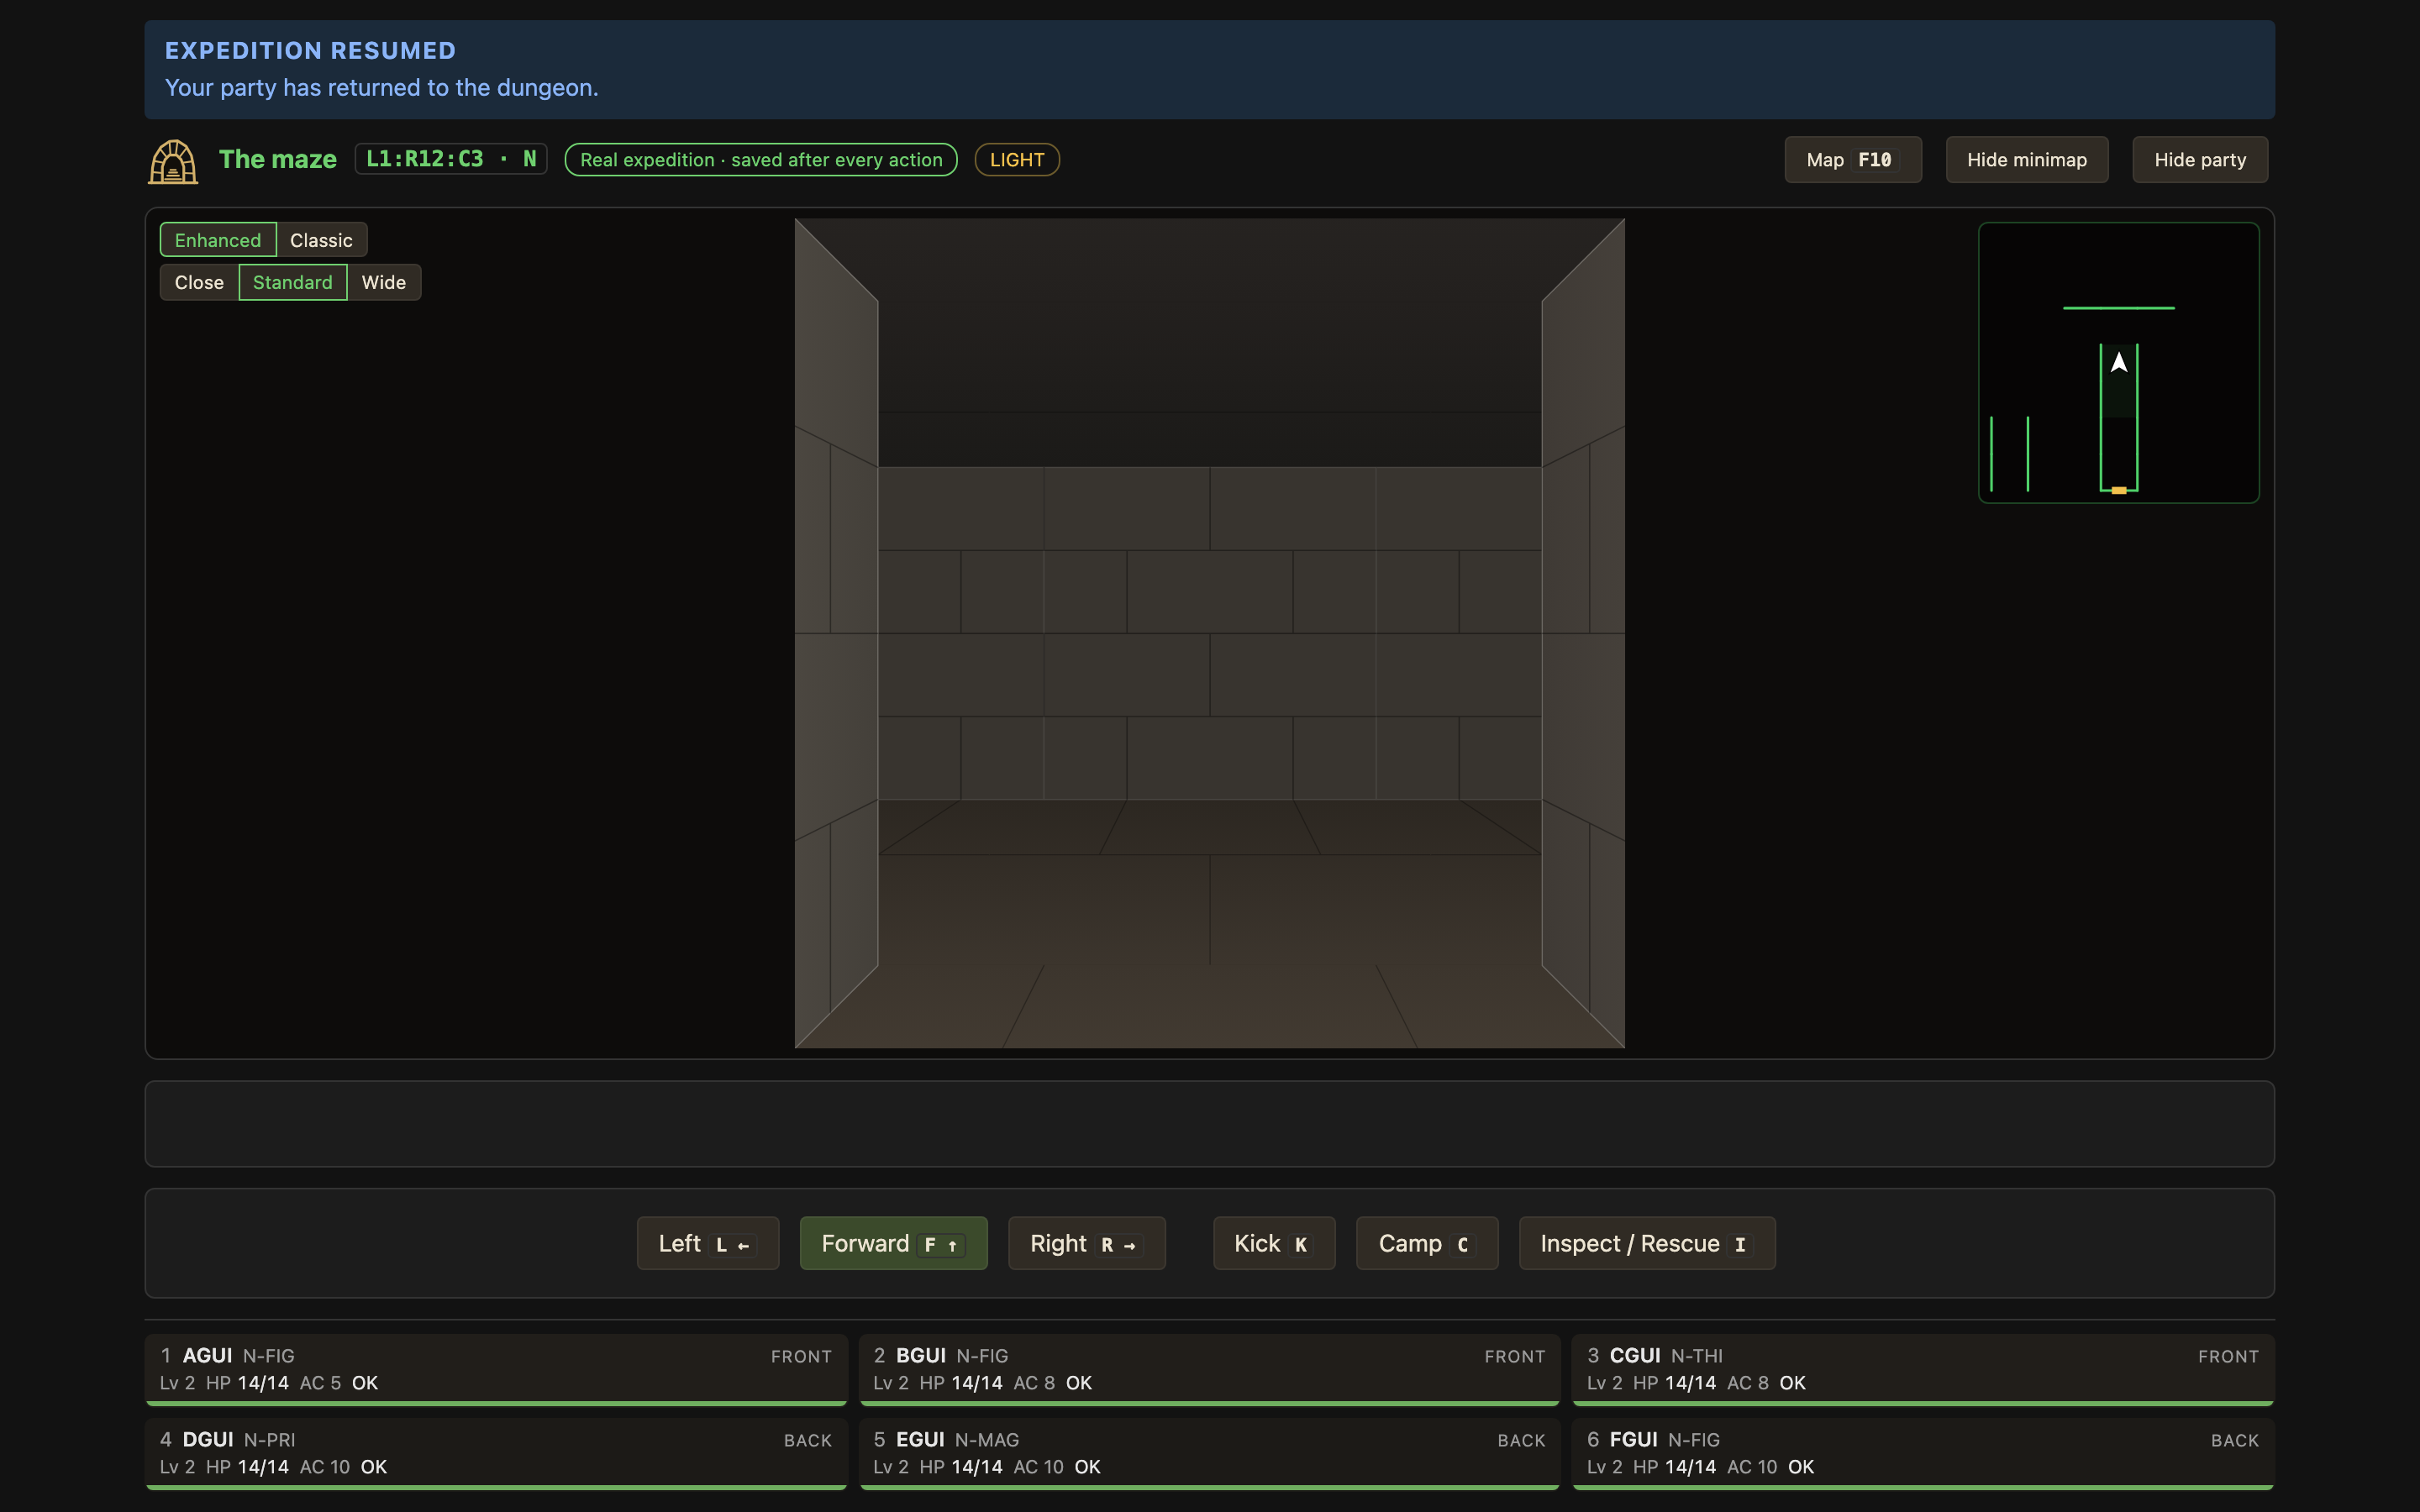 EXPEDITION RESUMED
Your party has returned to the dungeon.
The maze L1:R12:C3 · N Real expedition · saved after every action LIGHT Map F10 Hide minimap Hide party
Enhanced Classic
Close Standard Wide
Left L ← Forward F ↑ Right R → Kick K Camp C Inspect / Rescue I
1 AGUI N-FIG FRONT
Lv 2 HP 14/14 AC 5 OK
2 BGUI N-FIG FRONT
Lv 2 HP 14/14 AC 8 OK
3 CGUI N-THI FRONT
Lv 2 HP 14/14 AC 8 OK
4 DGUI N-PRI BACK
Lv 2 HP 14/14 AC 10 OK
5 EGUI N-MAG BACK
Lv 2 HP 14/14 AC 10 OK
6 FGUI N-FIG BACK
Lv 2 HP 14/14 AC 10 OK